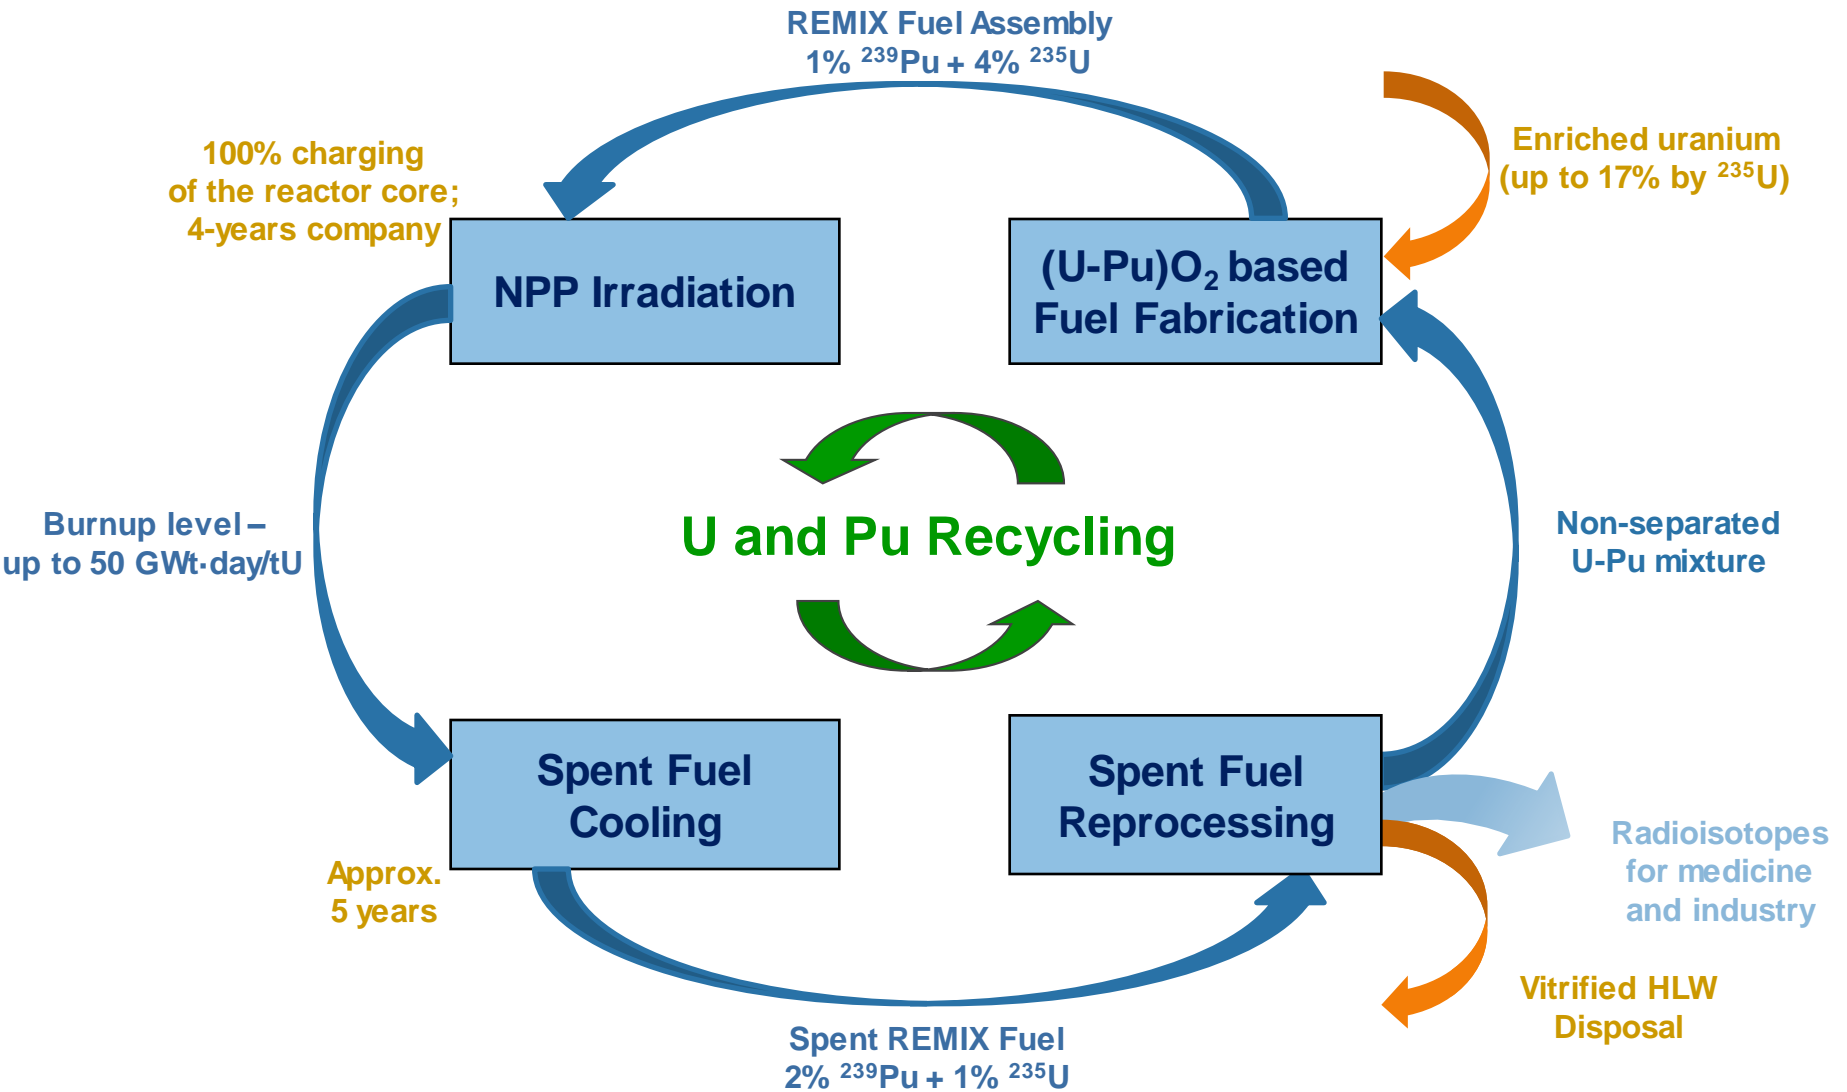 REMIX Fuel Assembly
1% ²³⁹Pu + 4% ²³⁵U
100% charging
of the reactor core;
4-years company
Enriched uranium
(up to 17% by ²³⁵U)
NPP Irradiation
(U-Pu)O₂ based
Fuel Fabrication
Burnup level –
up to 50 GWt·day/tU
U and Pu Recycling
Non-separated
U-Pu mixture
Spent Fuel
Cooling
Spent Fuel
Reprocessing
Approx.
5 years
Radioisotopes
for medicine
and industry
Vitrified HLW
Disposal
Spent REMIX Fuel
2% ²³⁹Pu + 1% ²³⁵U